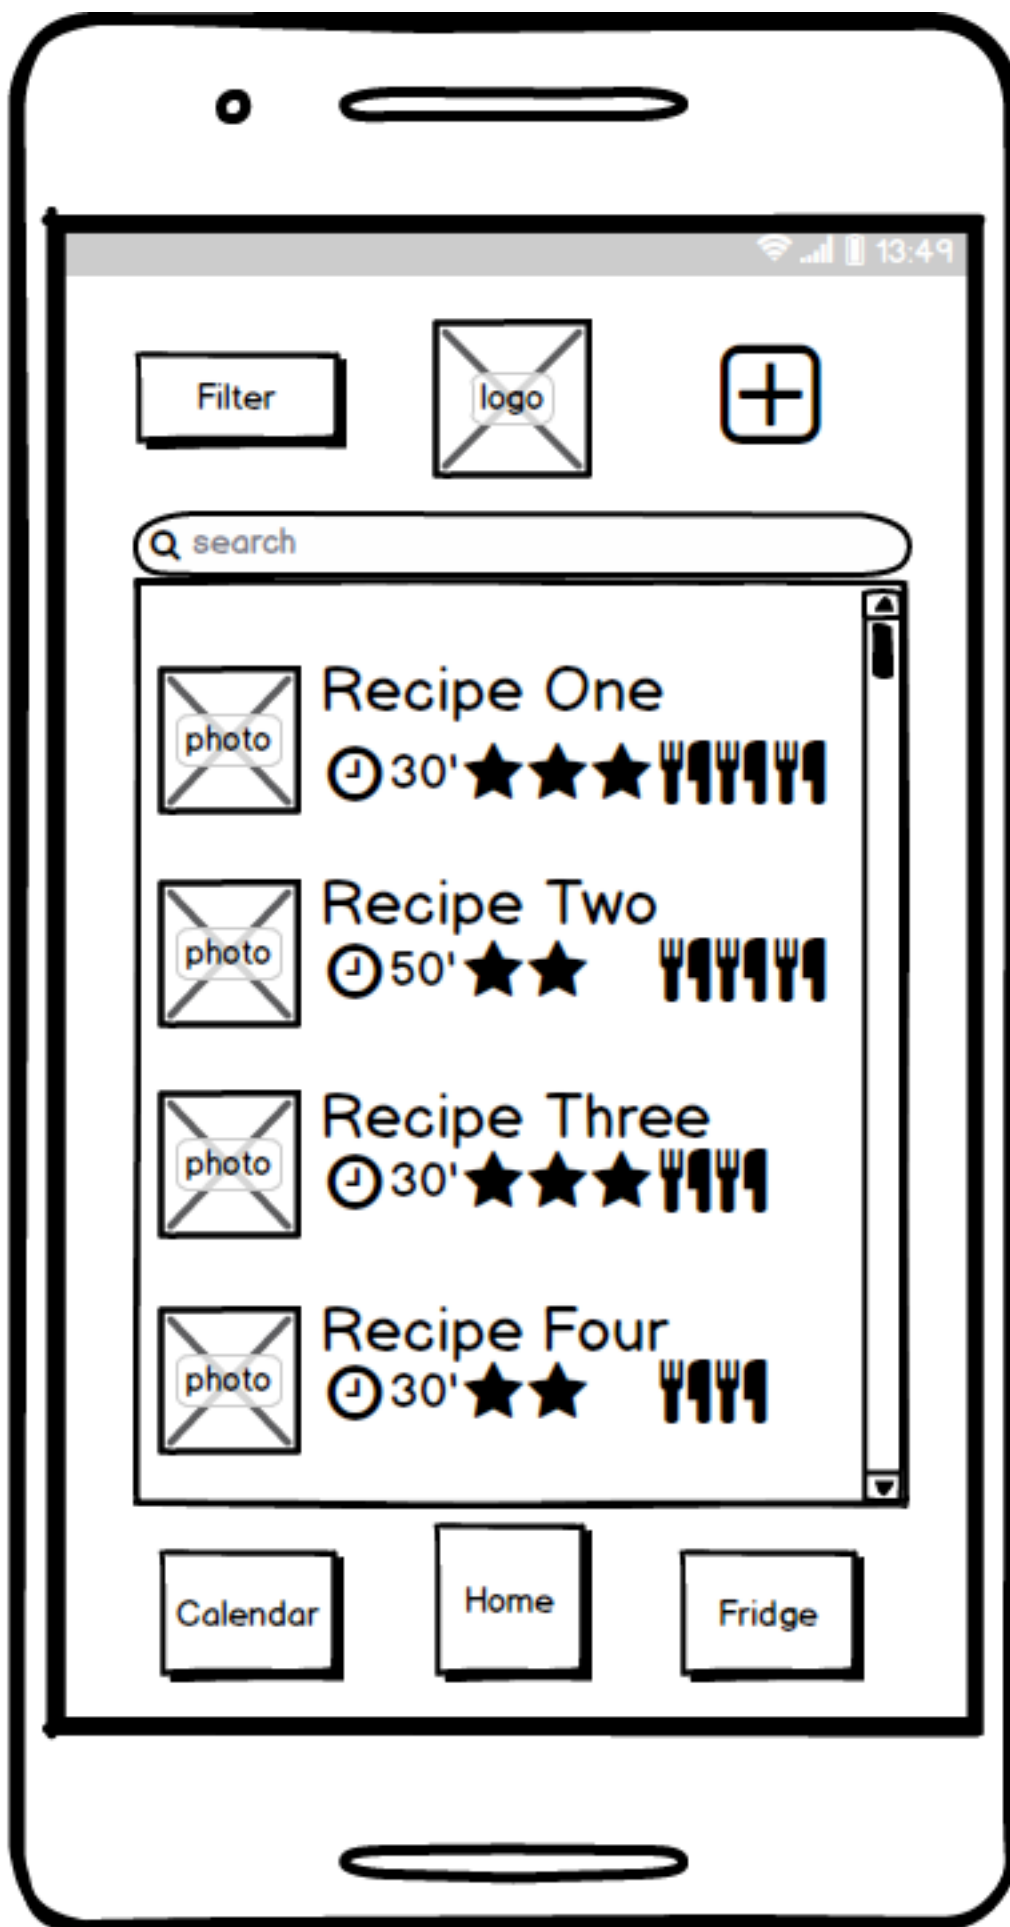 13:49
Filter
logo
search
Recipe One
photo
30'
Recipe Two
photo
50'
Recipe Three
photo
30'
Recipe Four
photo
30'
Calendar
Home
Fridge